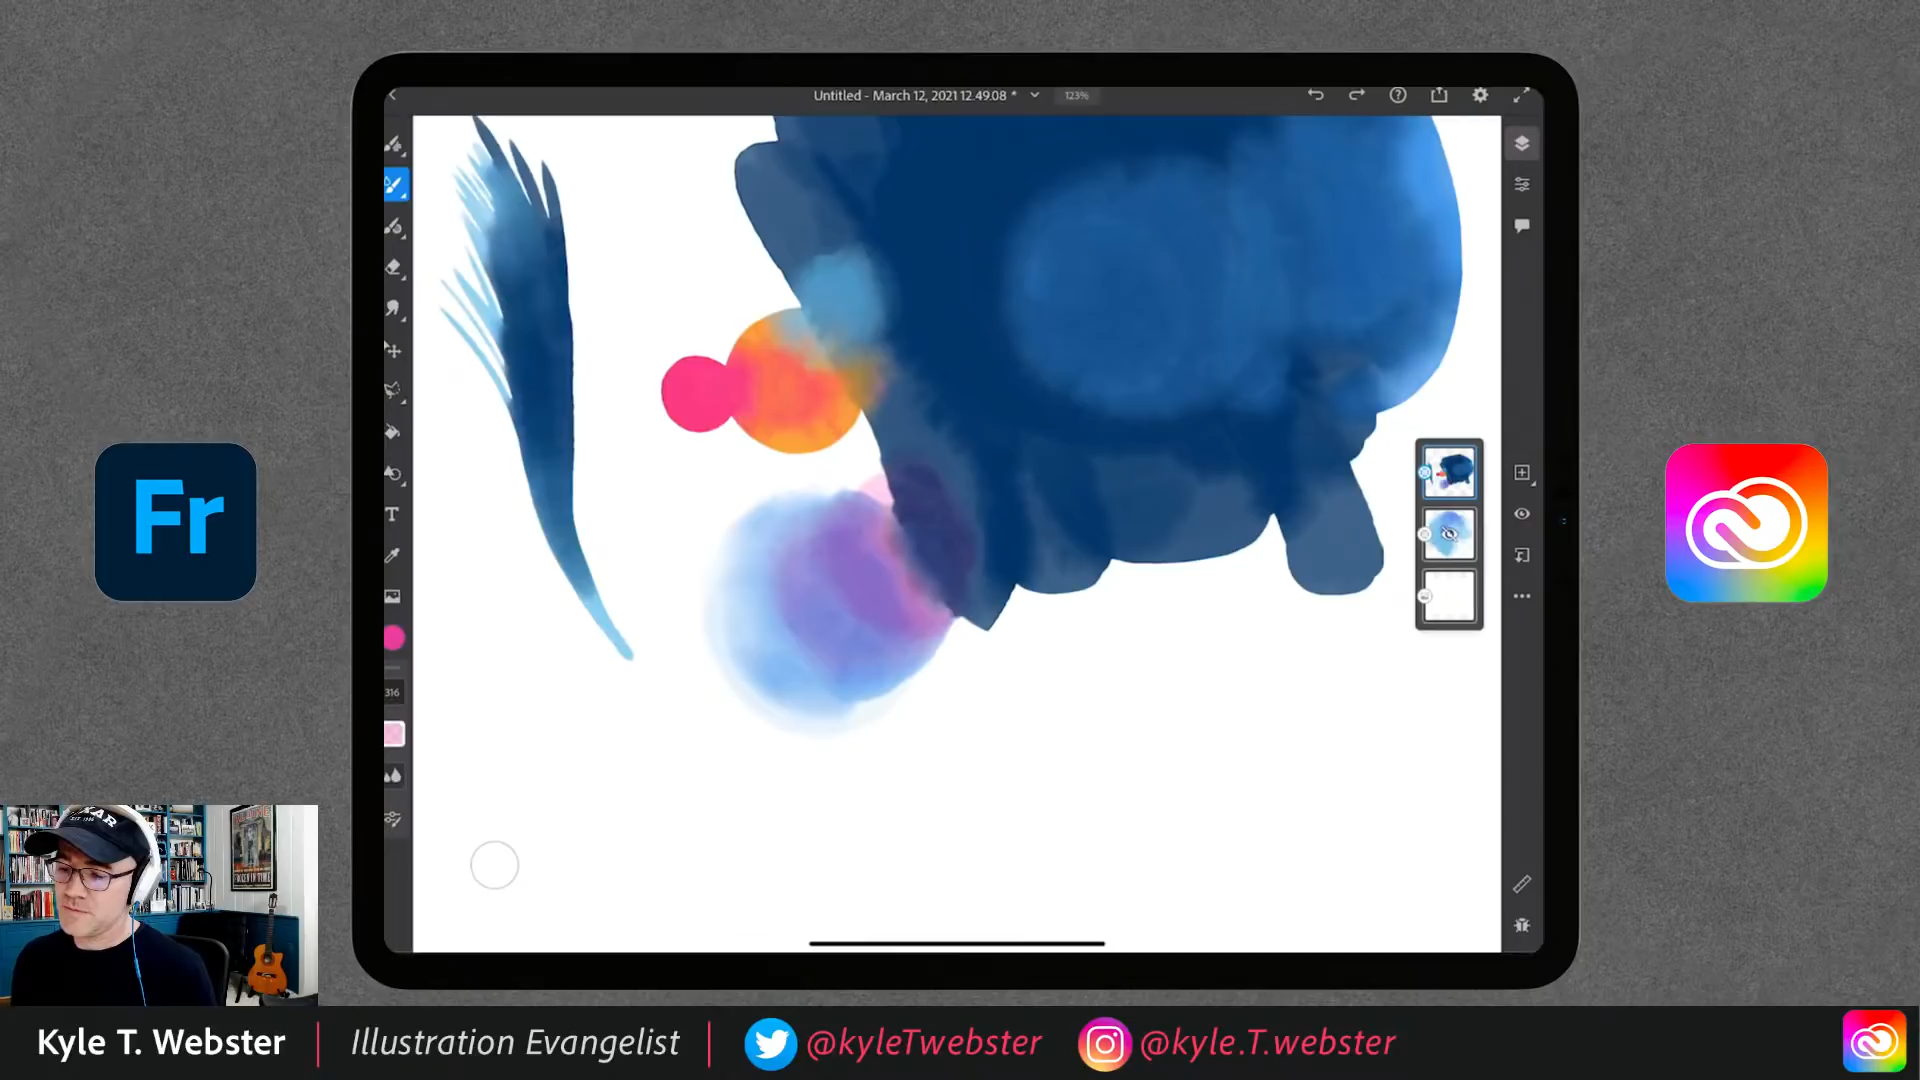 Untitled - March 12, 2021 12.49.08 *
123%
Fr
T
316
Kyle T. Webster
Illustration Evangelist
@kyleTwebster
@kyle.T.webster